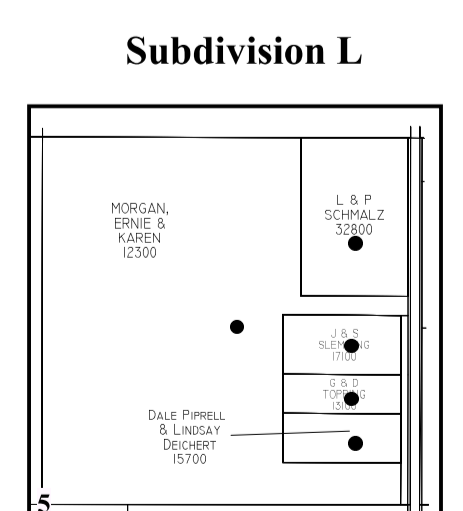 Subdivision L
MORGAN,
ERNIE &
KAREN
12300
L & P
SCHMALZ
32800
J & S
17100
G & D
13100
DALE PIPRELL
& LINDSAY
DEICHERT
15700
5